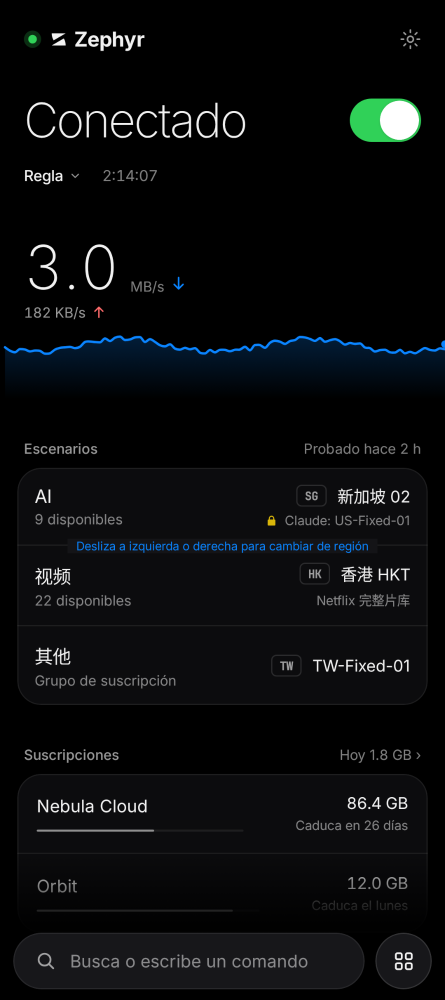 Zephyr
Conectado
Regla 2:14:07
3.0 MB/s ↓
182 KB/s ↑
Escenarios Probado hace 2 h
AI SG 新加坡 02
9 disponibles Claude: US-Fixed-01
Desliza a izquierda o derecha para cambiar de región
视频 HK 香港 HKT
22 disponibles Netflix 完整片库
其他 TW TW-Fixed-01
Grupo de suscripción
Suscripciones Hoy 1.8 GB ›
Nebula Cloud 86.4 GB
Caduca en 26 días
Orbit 12.0 GB
Caduca el lunes
Busca o escribe un comando